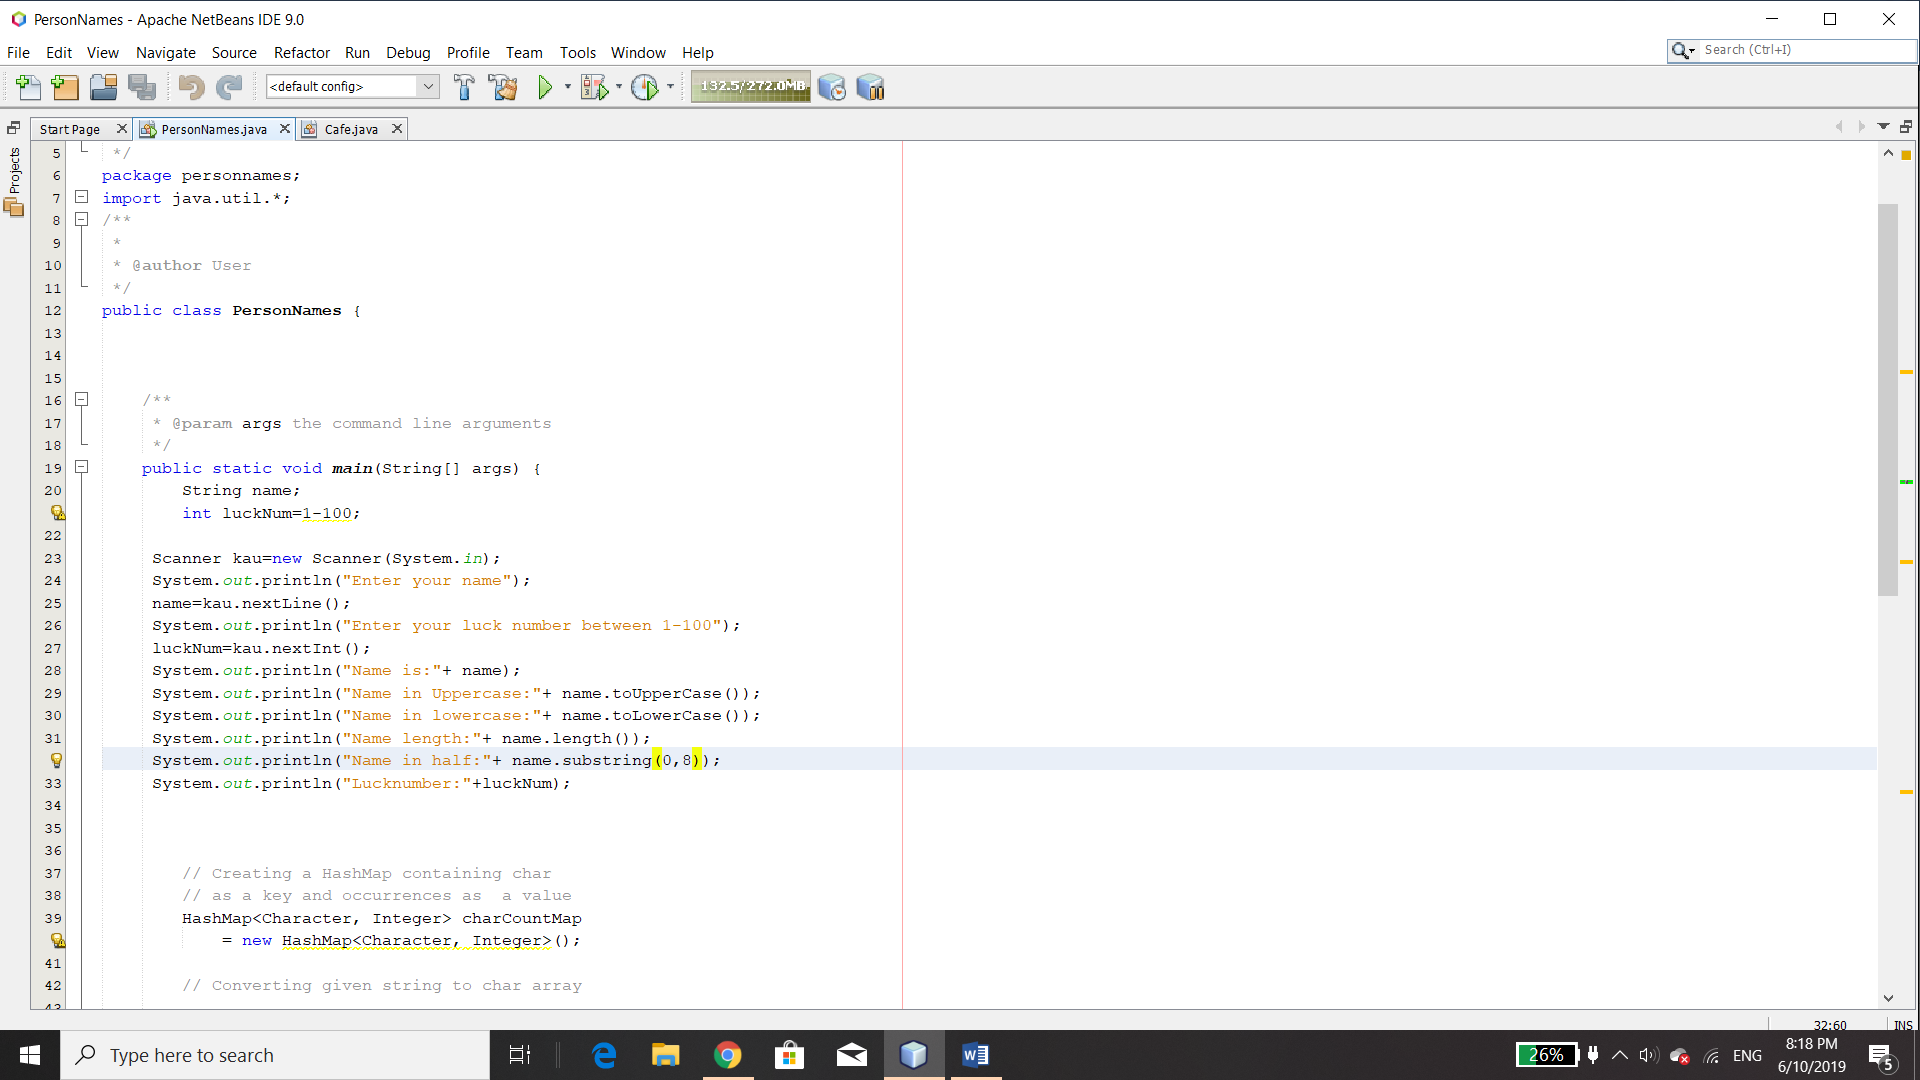 PersonNames - Apache NetBeans IDE 9.0
File Edit View Navigate Source Refactor Run Debug Profile Team Tools Window Help
Search (Ctrl+I)
<default config>
132.5/272.0MB
Start Page PersonNames.java Cafe.java
Projects
5 */
6 package personnames;
7 import java.util.*;
8 /**
9 *
10 * @author User
11 */
12 public class PersonNames {
13
14
15
16 /**
17 * @param args the command line arguments
18 */
19 public static void main(String[] args) {
20 String name;
int luckNum=1-100;
22
23 Scanner kau=new Scanner(System.in);
24 System.out.println("Enter your name");
25 name=kau.nextLine();
26 System.out.println("Enter your luck number between 1-100");
27 luckNum=kau.nextInt();
28 System.out.println("Name is:"+ name);
29 System.out.println("Name in Uppercase:"+ name.toUpperCase());
30 System.out.println("Name in lowercase:"+ name.toLowerCase());
31 System.out.println("Name length:"+ name.length());
System.out.println("Name in half:"+ name.substring(0,8));
33 System.out.println("Lucknumber:"+luckNum);
34
35
36
37 // Creating a HashMap containing char
38 // as a key and occurrences as  a value
39 HashMap<Character, Integer> charCountMap
= new HashMap<Character, Integer>();
41
42 // Converting given string to char array
43
32:60 INS
Type here to search
26% ENG
8:18 PM
6/10/2019
5